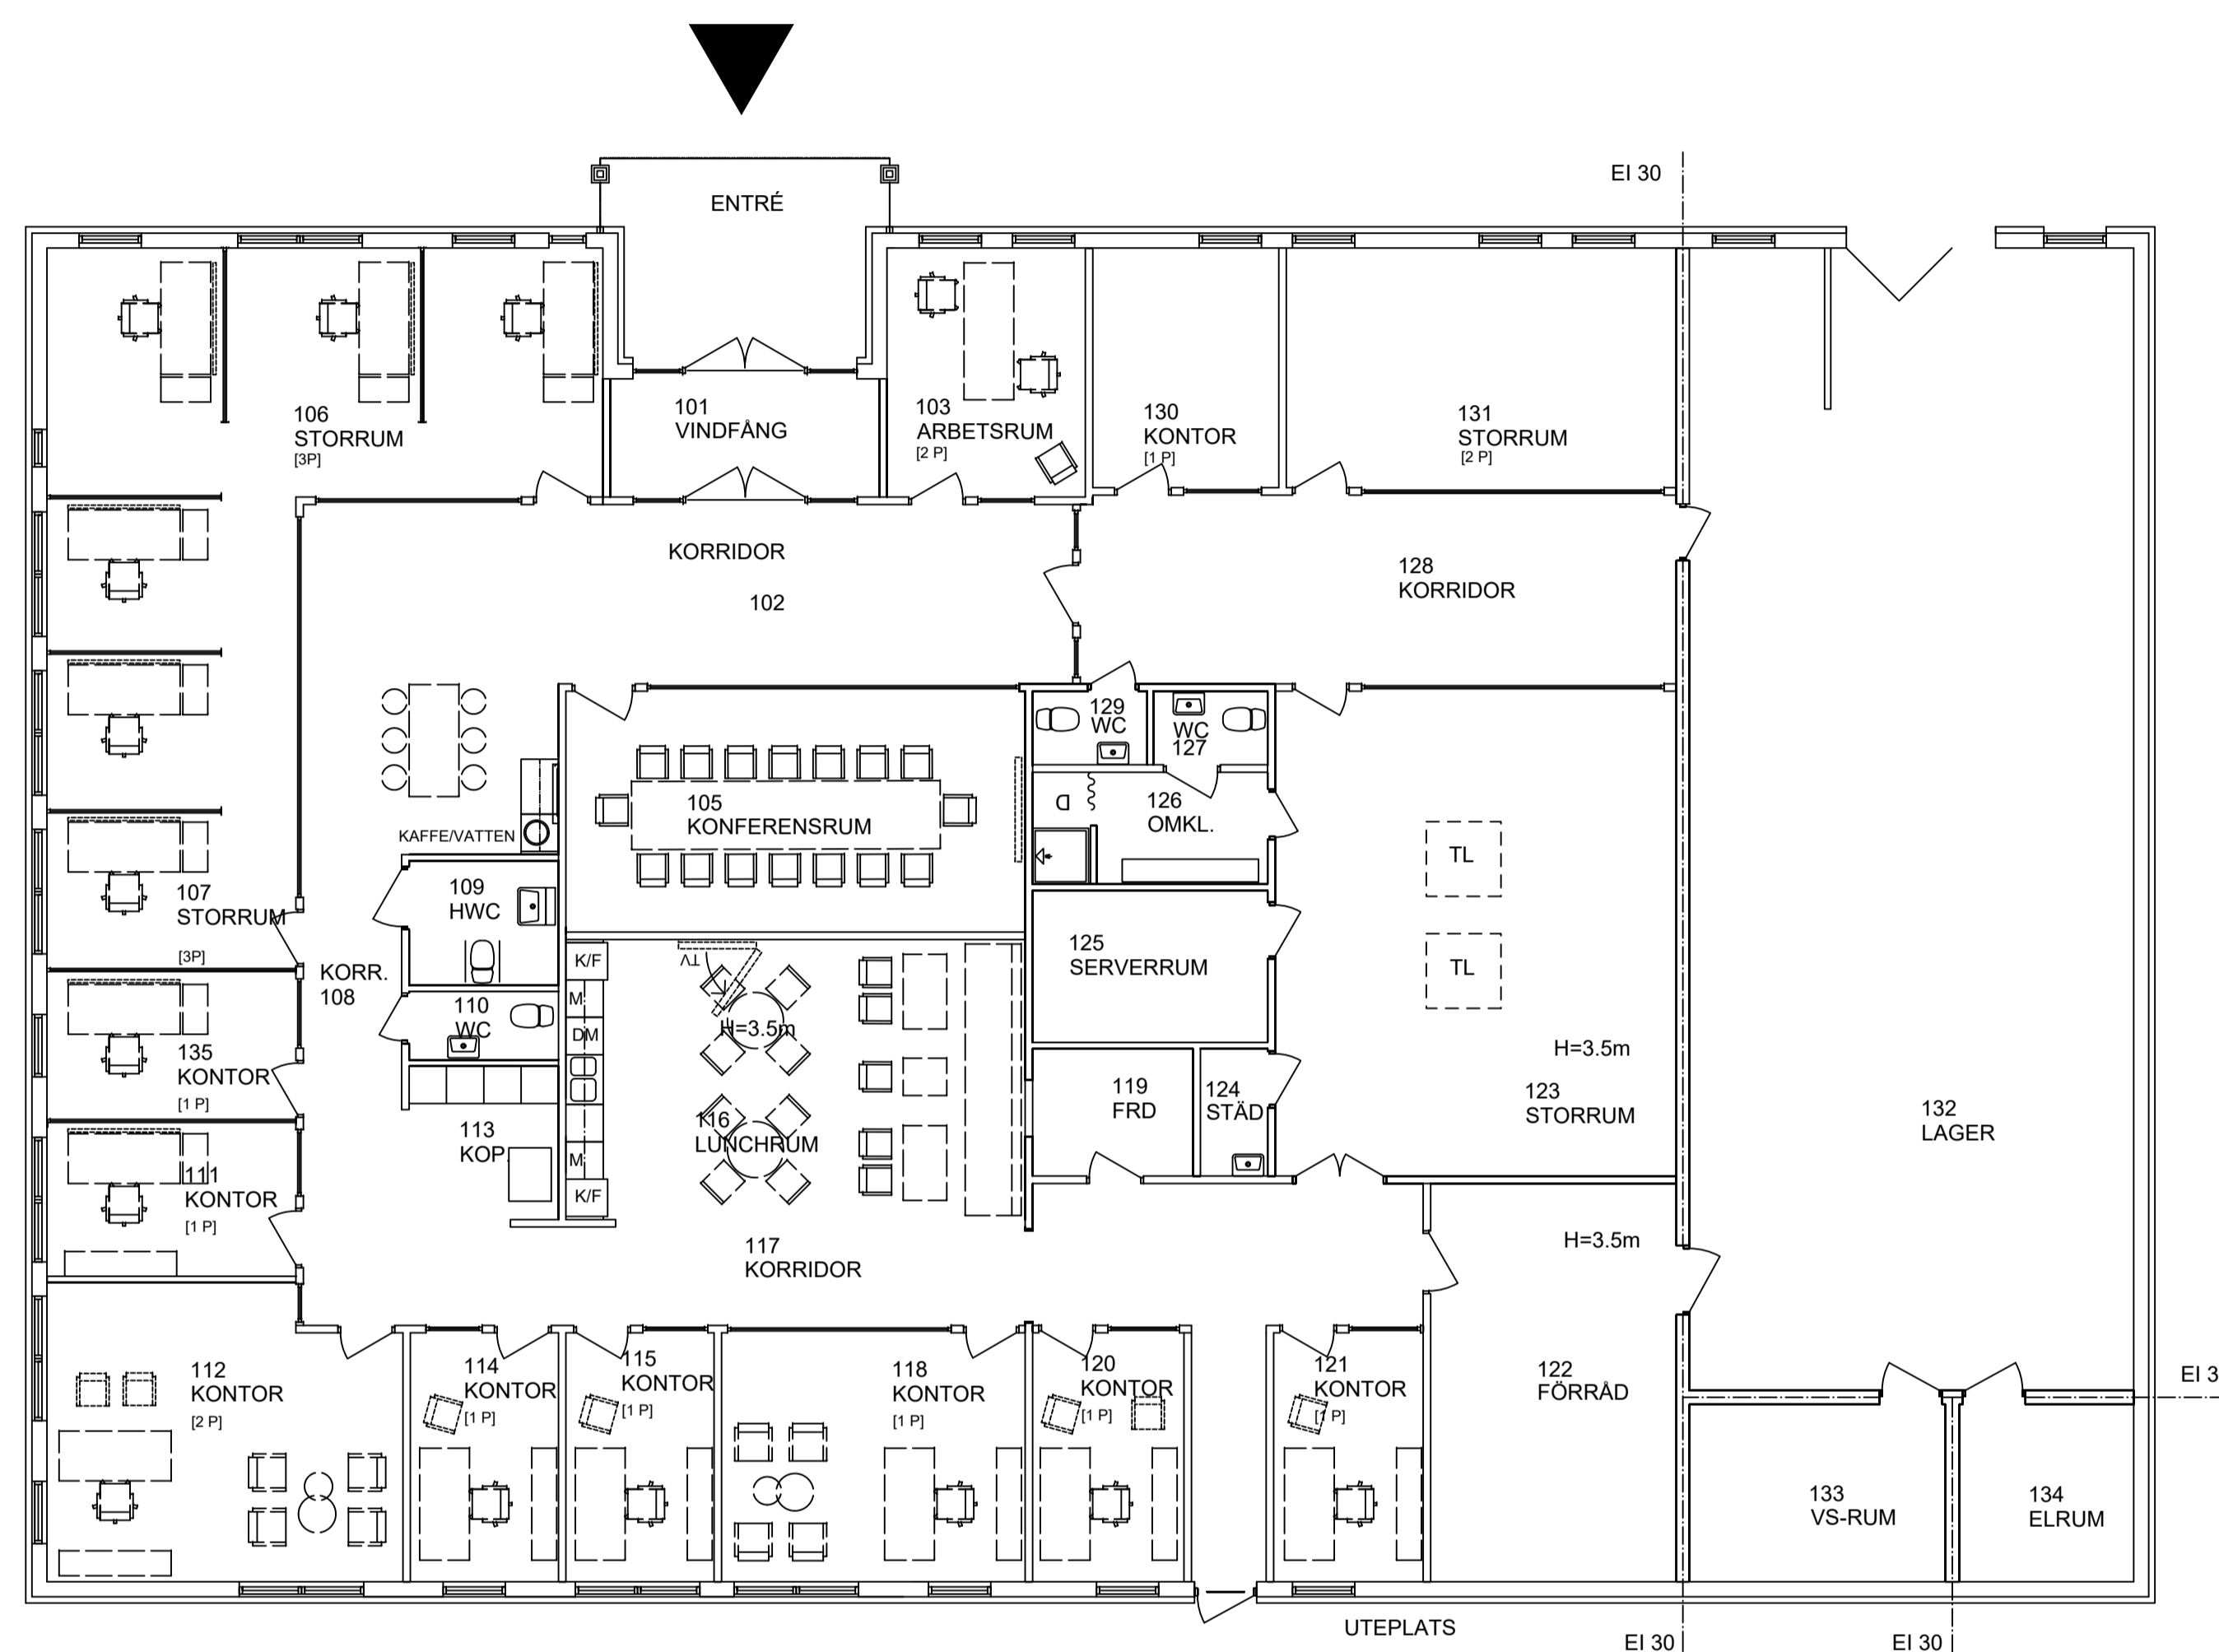 EI 30
ENTRÉ
106
STORRUM
[3P]
101
VINDFÅNG
103
ARBETSRUM
[2 P]
130
KONTOR
[1 P]
131
STORRUM
[2 P]
KORRIDOR
102
128
KORRIDOR
129
WC
WC
127
105
KONFERENSRUM
D
126
OMKL.
KAFFE/VATTEN
TL
107
STORRUM
[3P]
109
HWC
KORR.
108
K/F
TV
125
SERVERRUM
TL
110
WC
M
DM
H=3.5m
H=3.5m
135
KONTOR
[1 P]
119
FRD
124
STÄD
123
STORRUM
132
LAGER
113
KOP.
116
LUNCHRUM
M
K/F
111
KONTOR
[1 P]
117
KORRIDOR
H=3.5m
112
KONTOR
[2 P]
114
KONTOR
[1 P]
115
KONTOR
[1 P]
118
KONTOR
[1 P]
120
KONTOR
[1 P]
121
KONTOR
[1 P]
122
FÖRRÅD
EI 3
133
VS-RUM
134
ELRUM
UTEPLATS
EI 30
EI 30